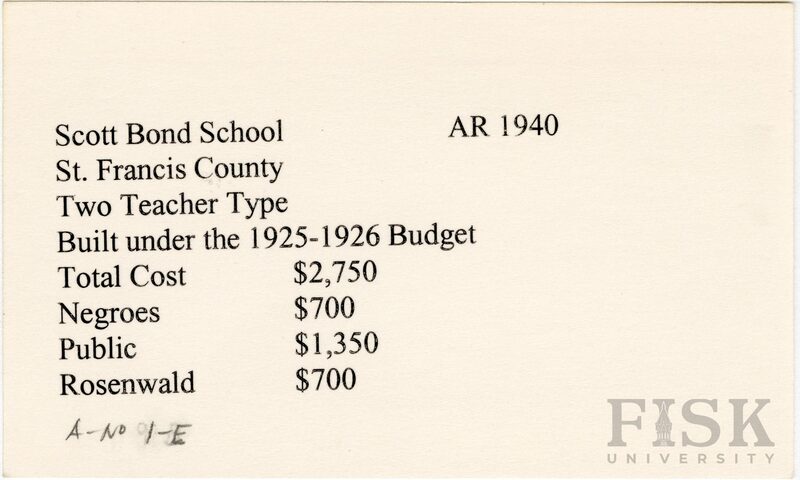 Scott Bond School AR 1940
St. Francis County
Two Teacher Type
Built under the 1925-1926 Budget
Total Cost $2,750
Negroes $700
Public $1,350
Rosenwald $700
A-No 1-E
FISK
UNIVERSITY